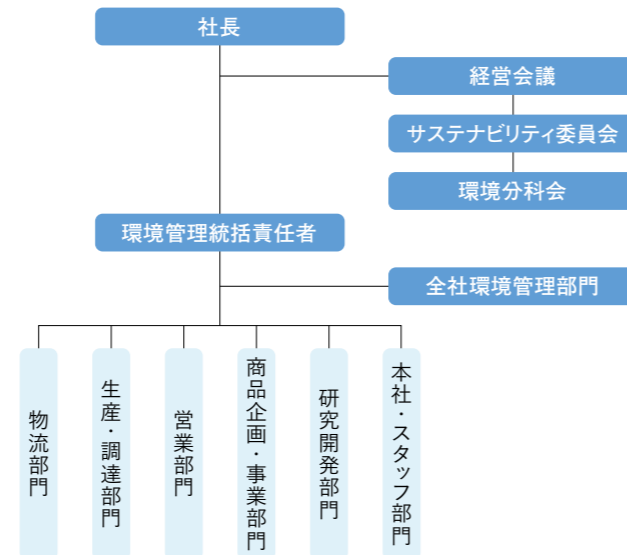 社長
経営会議
サステナビリティ委員会
環境分科会
環境管理統括責任者
全社環境管理部門
物流部門
生産・調達部門
営業部門
商品企画・事業部門
研究開発部門
本社・スタッフ部門